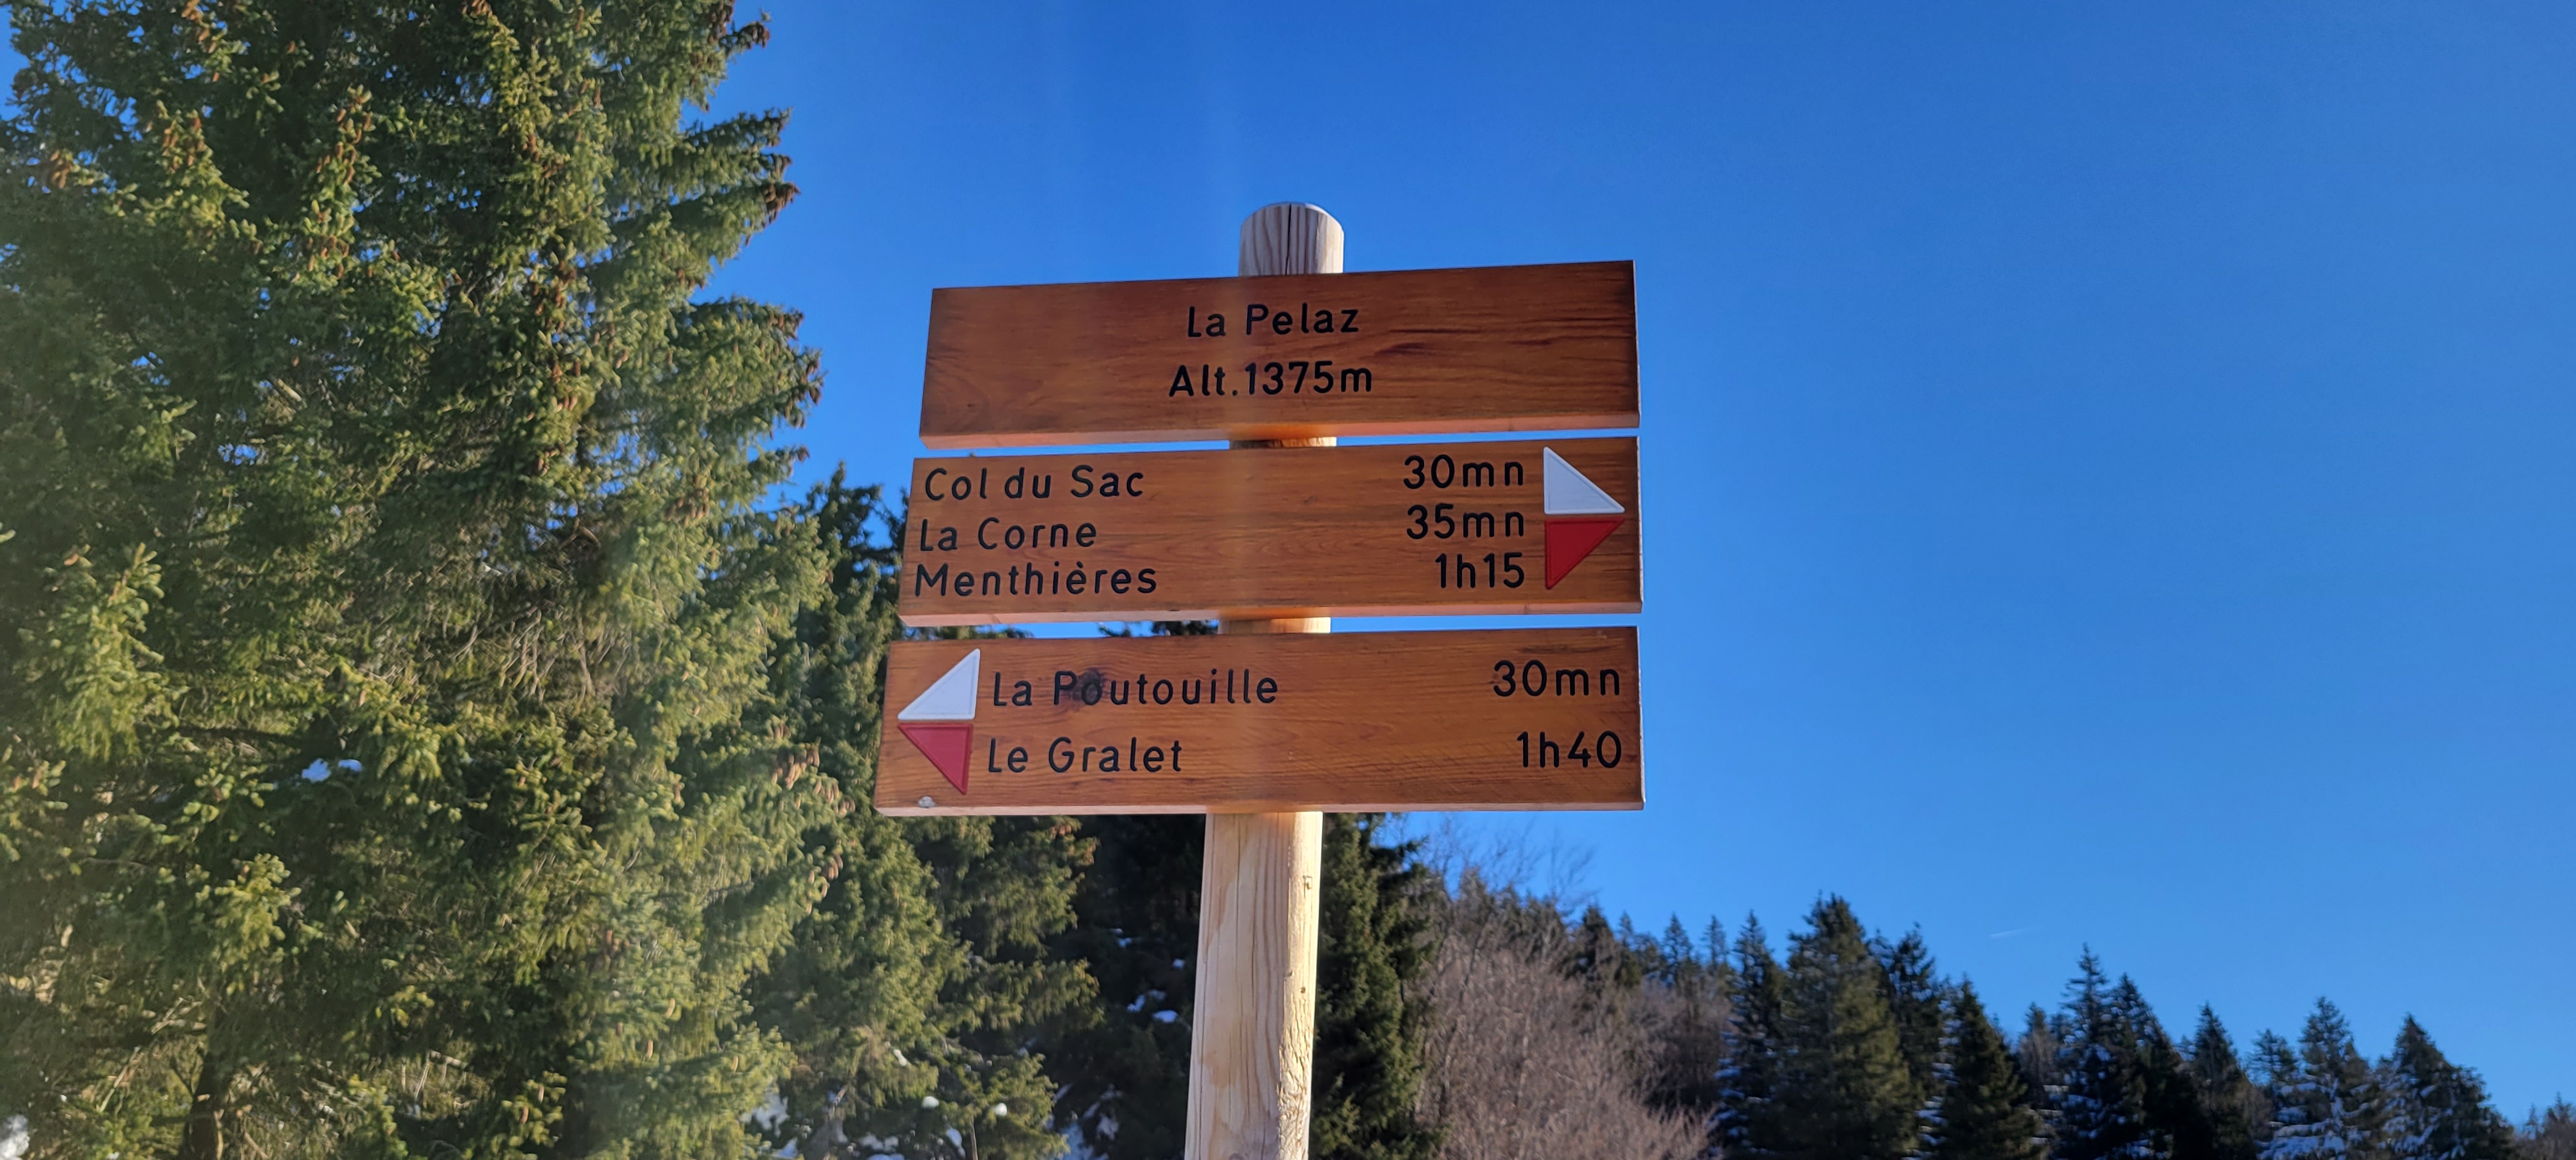 La Pelaz
Alt.1375m
Col du Sac 30mn
La Corne 35mn
Menthières 1h15
La Poutouille 30mn
Le Gralet 1h40